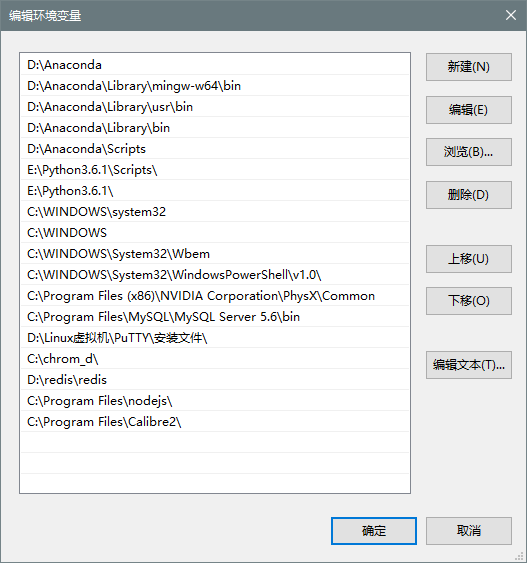 编辑环境变量
D:\Anaconda
D:\Anaconda\Library\mingw-w64\bin
D:\Anaconda\Library\usr\bin
D:\Anaconda\Library\bin
D:\Anaconda\Scripts
E:\Python3.6.1\Scripts\
E:\Python3.6.1\
C:\WINDOWS\system32
C:\WINDOWS
C:\WINDOWS\System32\Wbem
C:\WINDOWS\System32\WindowsPowerShell\v1.0\
C:\Program Files (x86)\NVIDIA Corporation\PhysX\Common
C:\Program Files\MySQL\MySQL Server 5.6\bin
D:\Linux虚拟机\PuTTY\安装文件\
C:\chrom_d\
D:\redis\redis
C:\Program Files\nodejs\
C:\Program Files\Calibre2\
新建(N)
编辑(E)
浏览(B)...
删除(D)
上移(U)
下移(O)
编辑文本(T)...
确定
取消